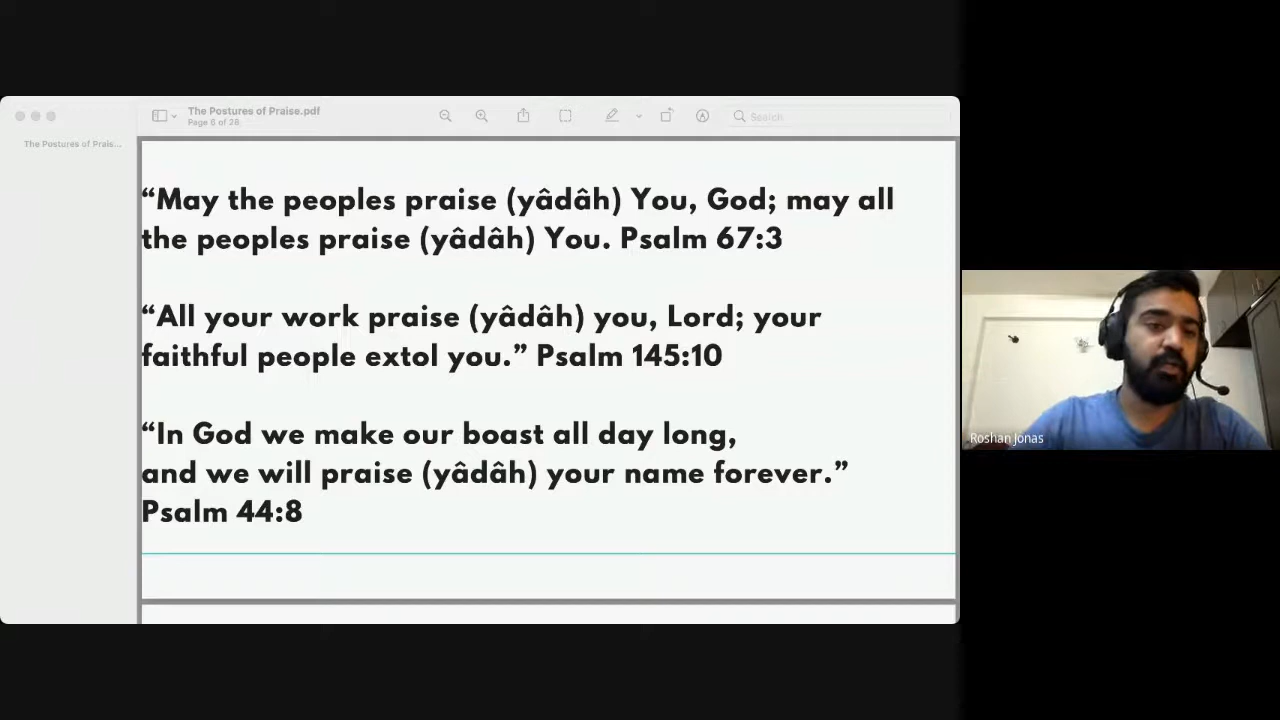 The Postures of Praise.pdf
Page 6 of 28
Search
The Postures of Prais...
“May the peoples praise (yâdâh) You, God; may all
the peoples praise (yâdâh) You. Psalm 67:3
“All your work praise (yâdâh) you, Lord; your
faithful people extol you.” Psalm 145:10
“In God we make our boast all day long,
and we will praise (yâdâh) your name forever.”
Psalm 44:8
Roshan Jonas